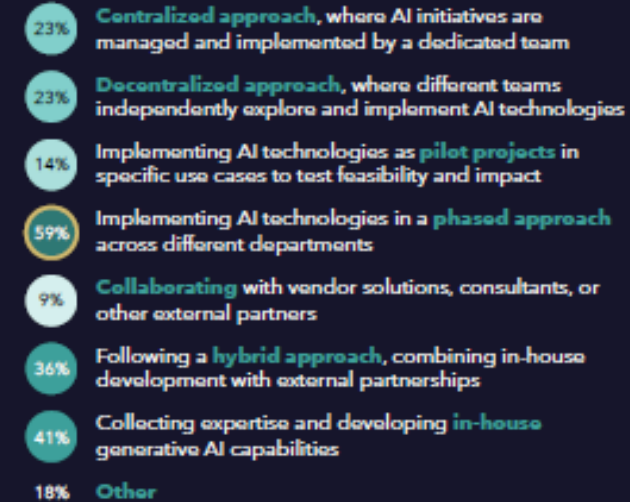 23% Centralized approach, where AI initiatives are
managed and implemented by a dedicated team
23% Decentralized approach, where different teams
independently explore and implement AI technologies
14% Implementing AI technologies as pilot projects in
specific use cases to test feasibility and impact
59% Implementing AI technologies in a phased approach
across different departments
9% Collaborating with vendor solutions, consultants, or
other external partners
36% Following a hybrid approach, combining in-house
development with external partnerships
41% Collecting expertise and developing in-house
generative AI capabilities
18% Other